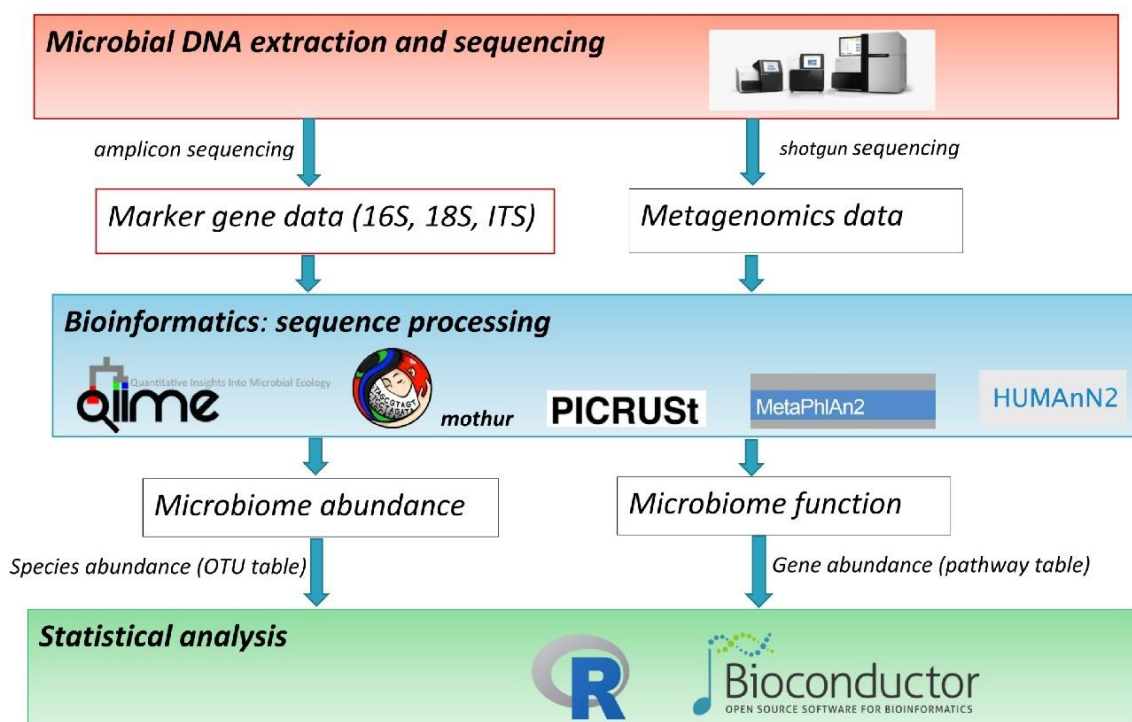 Microbial DNA extraction and sequencing
amplicon sequencing
shotgun sequencing
Marker gene data (16S, 18S, ITS)
Metagenomics data
Bioinformatics: sequence processing
Quantitative Insights Into Microbial Ecology
QIIME
mothur
PICRUSt
MetaPhlAn2
HUMAnN2
Microbiome abundance
Microbiome function
Species abundance (OTU table)
Gene abundance (pathway table)
Statistical analysis
R
Bioconductor
OPEN SOURCE SOFTWARE FOR BIOINFORMATICS